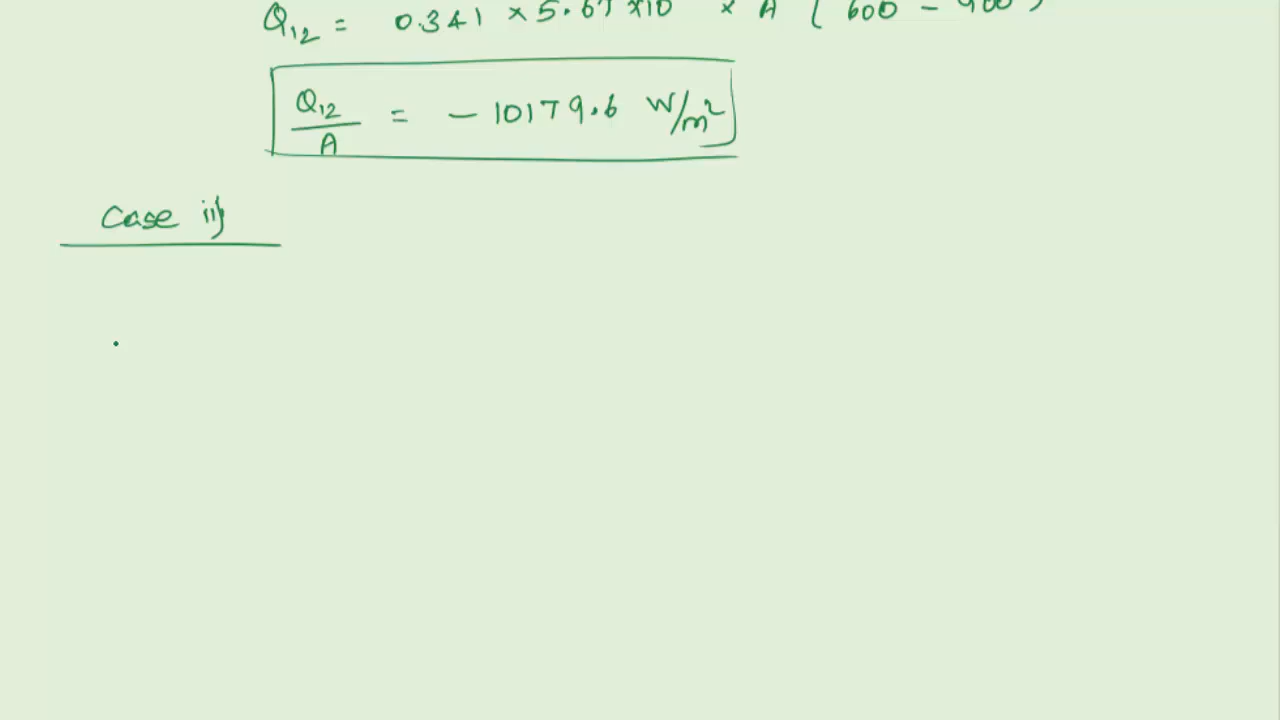 Q12 = 0.341 × 5.67 ×10 × A ( 600 - 900 )
Q12/A = - 10179.6 W/m²
Case ii)